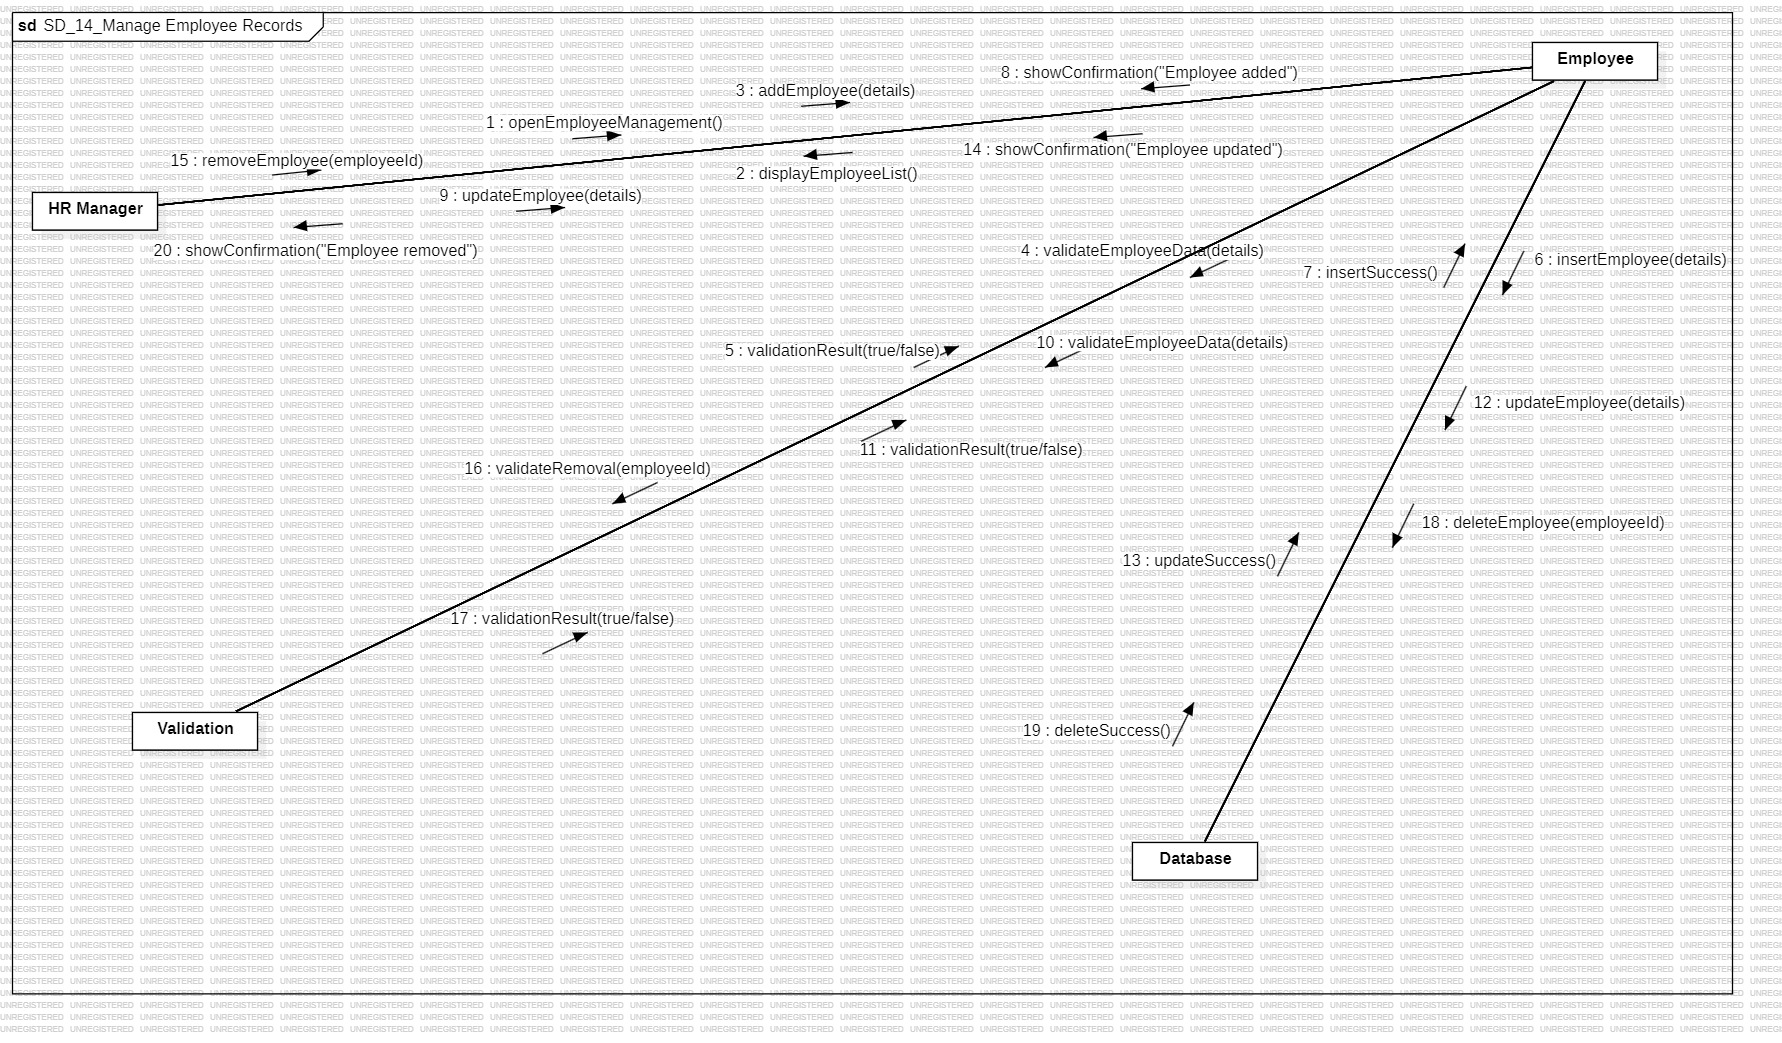 sd SD_14_Manage Employee Records
Employee
8 : showConfirmation("Employee added")
3 : addEmployee(details)
1 : openEmployeeManagement()
14 : showConfirmation("Employee updated")
15 : removeEmployee(employeeId)
2 : displayEmployeeList()
9 : updateEmployee(details)
HR Manager
20 : showConfirmation("Employee removed")
4 : validateEmployeeData(details)
6 : insertEmployee(details)
7 : insertSuccess()
10 : validateEmployeeData(details)
5 : validationResult(true/false)
12 : updateEmployee(details)
11 : validationResult(true/false)
16 : validateRemoval(employeeId)
18 : deleteEmployee(employeeId)
13 : updateSuccess()
17 : validationResult(true/false)
Validation
19 : deleteSuccess()
Database
UNREGISTERED